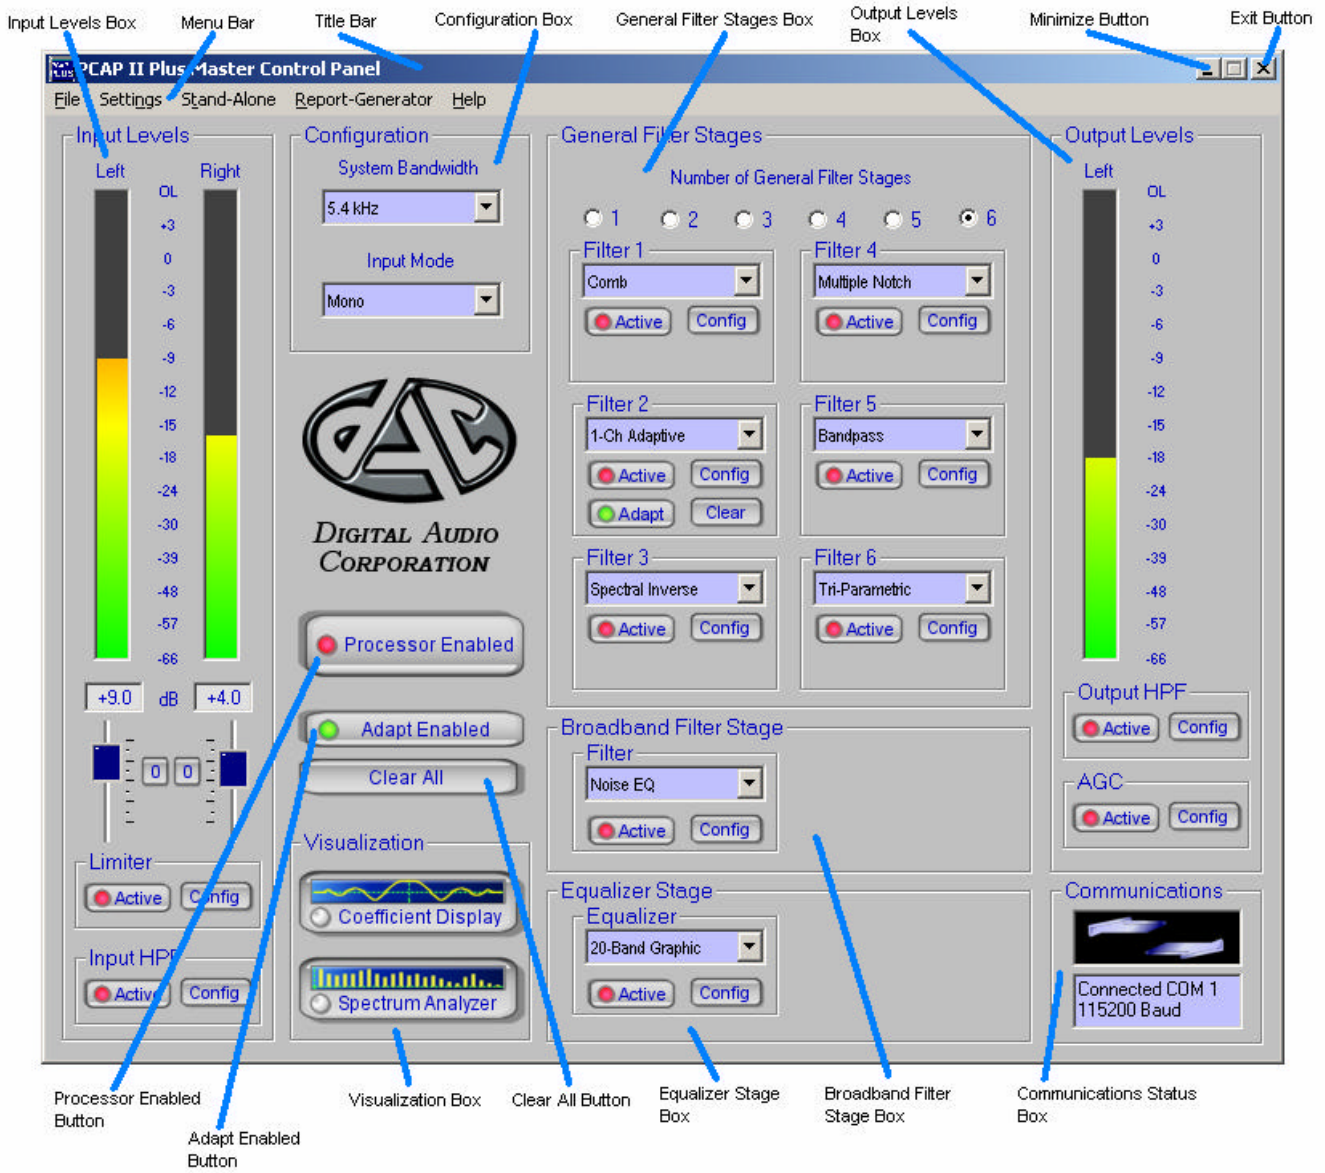 Input Levels Box
Menu Bar
Title Bar
Configuration Box
General Filter Stages Box
Output Levels
Box
Minimize Button
Exit Button
PCAP II Plus Master Control Panel
File Settings Stand-Alone Report-Generator Help
Input Levels
Left
Right
OL
+3
0
-3
-6
-9
-12
-15
-18
-24
-30
-39
-48
-57
-66
+9.0 dB +4.0
0 0
Limiter
Active Config
Input HPF
Active Config
Configuration
System Bandwidth
5.4 kHz
Input Mode
Mono
DAC
DIGITAL AUDIO
CORPORATION
Processor Enabled
Adapt Enabled
Clear All
Visualization
Coefficient Display
Spectrum Analyzer
General Filter Stages
Number of General Filter Stages
1 2 3 4 5 6
Filter 1
Comb
Active Config
Filter 4
Multiple Notch
Active Config
Filter 2
1-Ch Adaptive
Active Config
Adapt Clear
Filter 5
Bandpass
Active Config
Filter 3
Spectral Inverse
Active Config
Filter 6
Tri-Parametric
Active Config
Broadband Filter Stage
Filter
Noise EQ
Active Config
Equalizer Stage
Equalizer
20-Band Graphic
Active Config
Output Levels
Left
OL
+3
0
-3
-6
-9
-12
-15
-18
-24
-30
-39
-48
-57
-66
Output HPF
Active Config
AGC
Active Config
Communications
Connected COM 1
115200 Baud
Processor Enabled
Button
Adapt Enabled
Button
Visualization Box
Clear All Button
Equalizer Stage
Box
Broadband Filter
Stage Box
Communications Status
Box